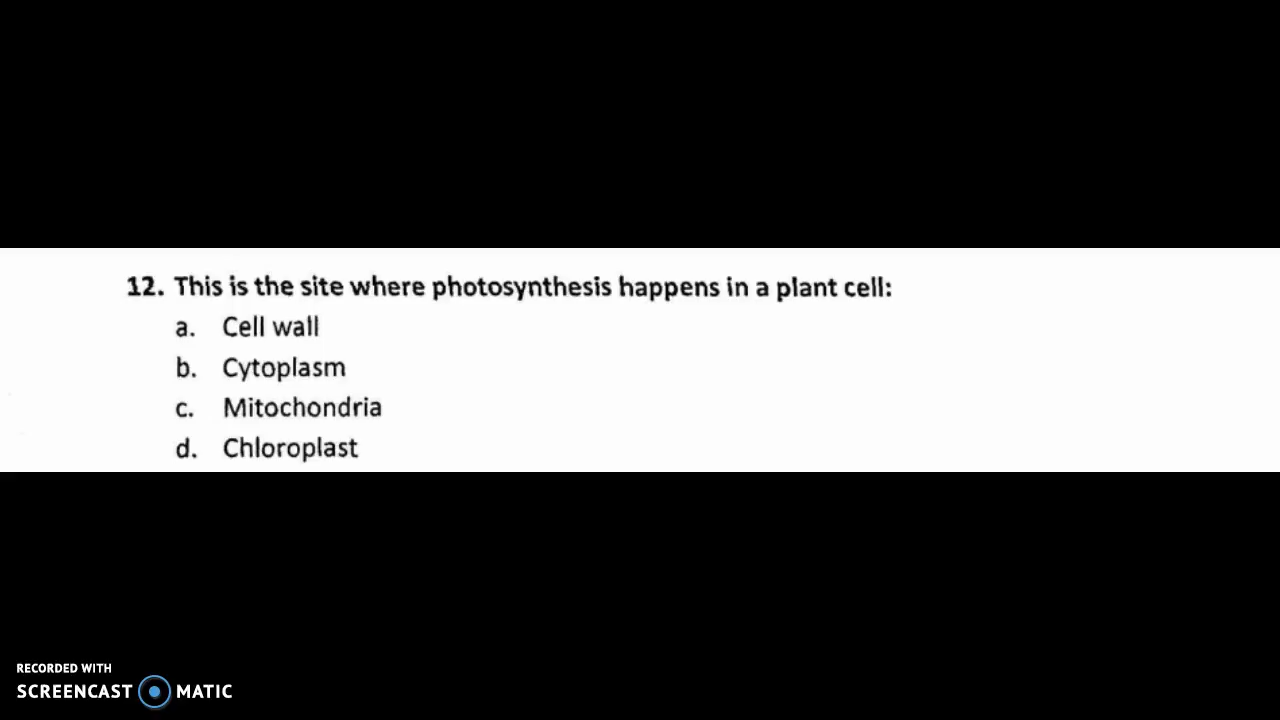 12. This is the site where photosynthesis happens in a plant cell:
a. Cell wall
b. Cytoplasm
c. Mitochondria
d. Chloroplast
RECORDED WITH
SCREENCAST MATIC